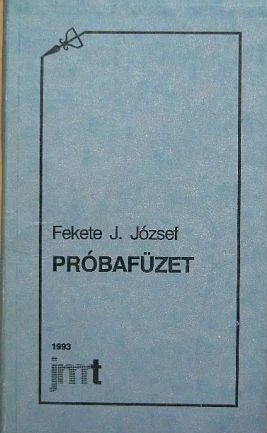 Fekete J. József
PRÓBAFÜZET
1993
jmt